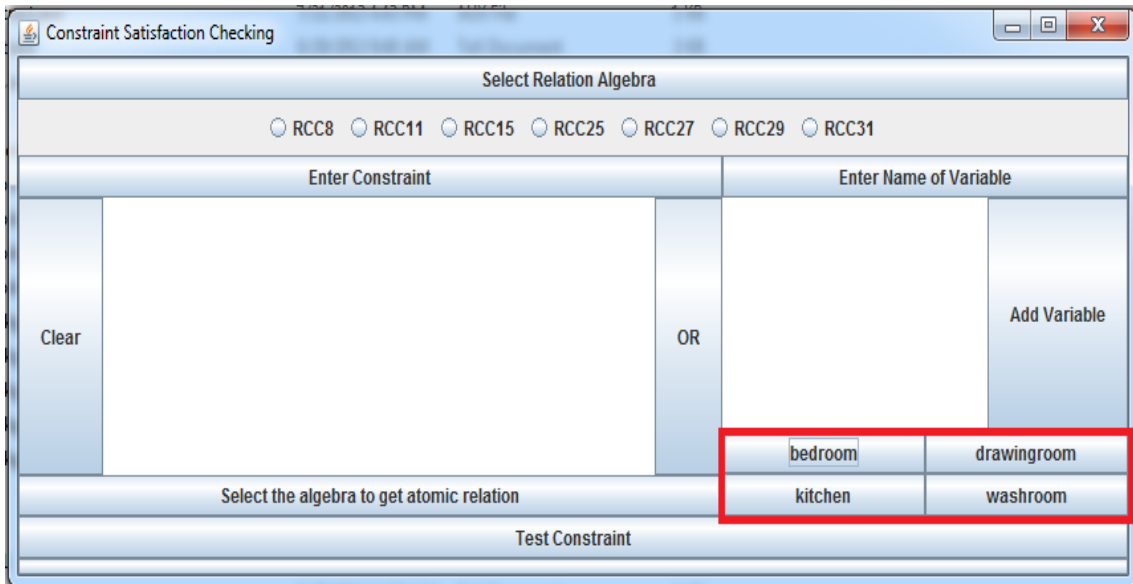 Constraint Satisfaction Checking
Select Relation Algebra
RCC8 RCC11 RCC15 RCC25 RCC27 RCC29 RCC31
Enter Constraint
Enter Name of Variable
Clear
OR
Add Variable
bedroom
drawingroom
Select the algebra to get atomic relation
kitchen
washroom
Test Constraint